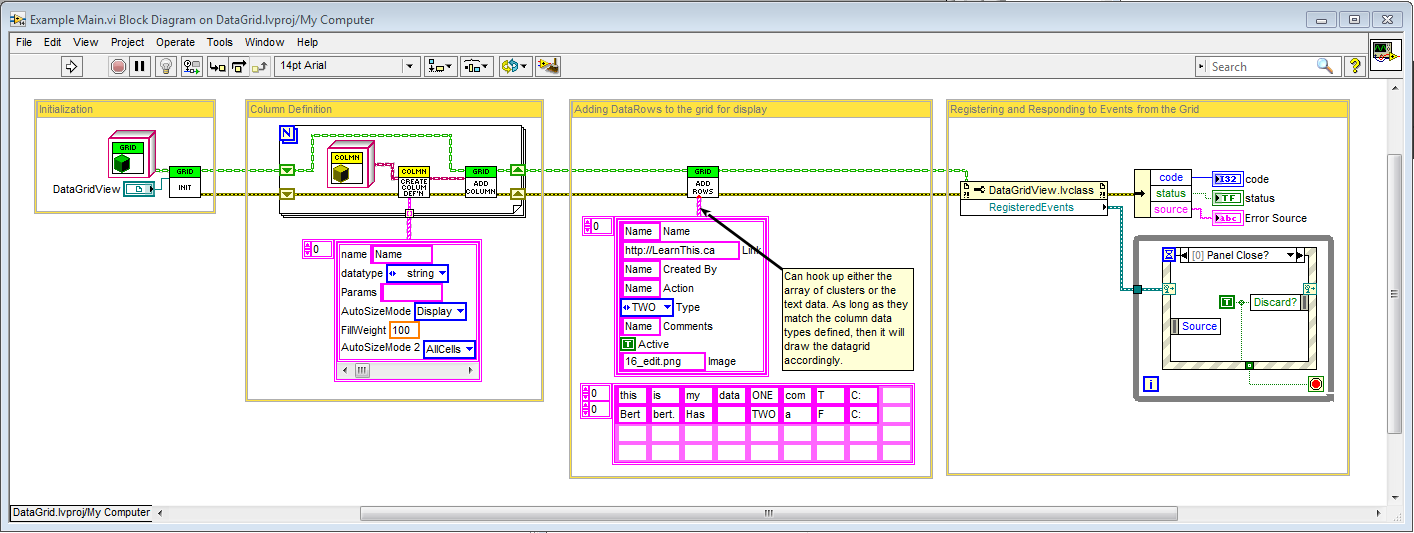 Example Main.vi Block Diagram on DataGrid.lvproj/My Computer
File Edit View Project Operate Tools Window Help
14pt Arial
Search
?
Initialization
GRID
DataGridView
GRID
INIT
Column Definition
N
COLMN
COLMN
CREATE
COLUM
DEF'N
GRID
ADD
COLUMN
0
name Name
datatype string
Params
AutoSizeMode Display
FillWeight 100
AutoSizeMode 2 AllCells
Adding DataRows to the grid for display
GRID
ADD
ROWS
0
Name Name
http://LearnThis.ca Link
Name Created By
Name Action
TWO Type
Name Comments
T Active
16_edit.png Image
Can hook up either the
array of clusters or the
text data. As long as they
match the column data
types defined, then it will
draw the datagrid
accordingly.
0
0
this is my data ONE com T C:
Bert bert. Has TWO a F C:
Registering and Responding to Events from the Grid
DataGridView.lvclass
RegisteredEvents
code I32 code
status TF status
source abc Error Source
[0] Panel Close?
T Discard?
Source
i
DataGrid.lvproj/My Computer